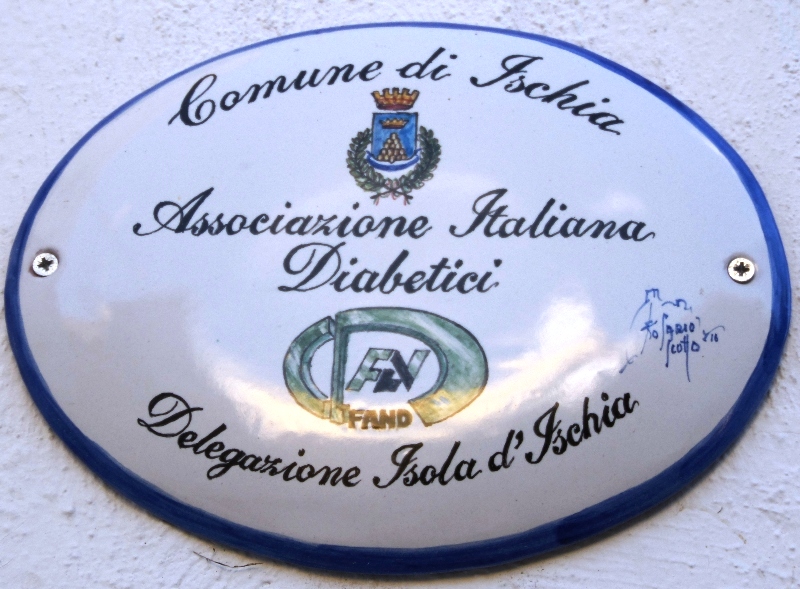 Comune di Ischia
Associazione Italiana
Diabetici
FAND
Delegazione Isola d'Ischia